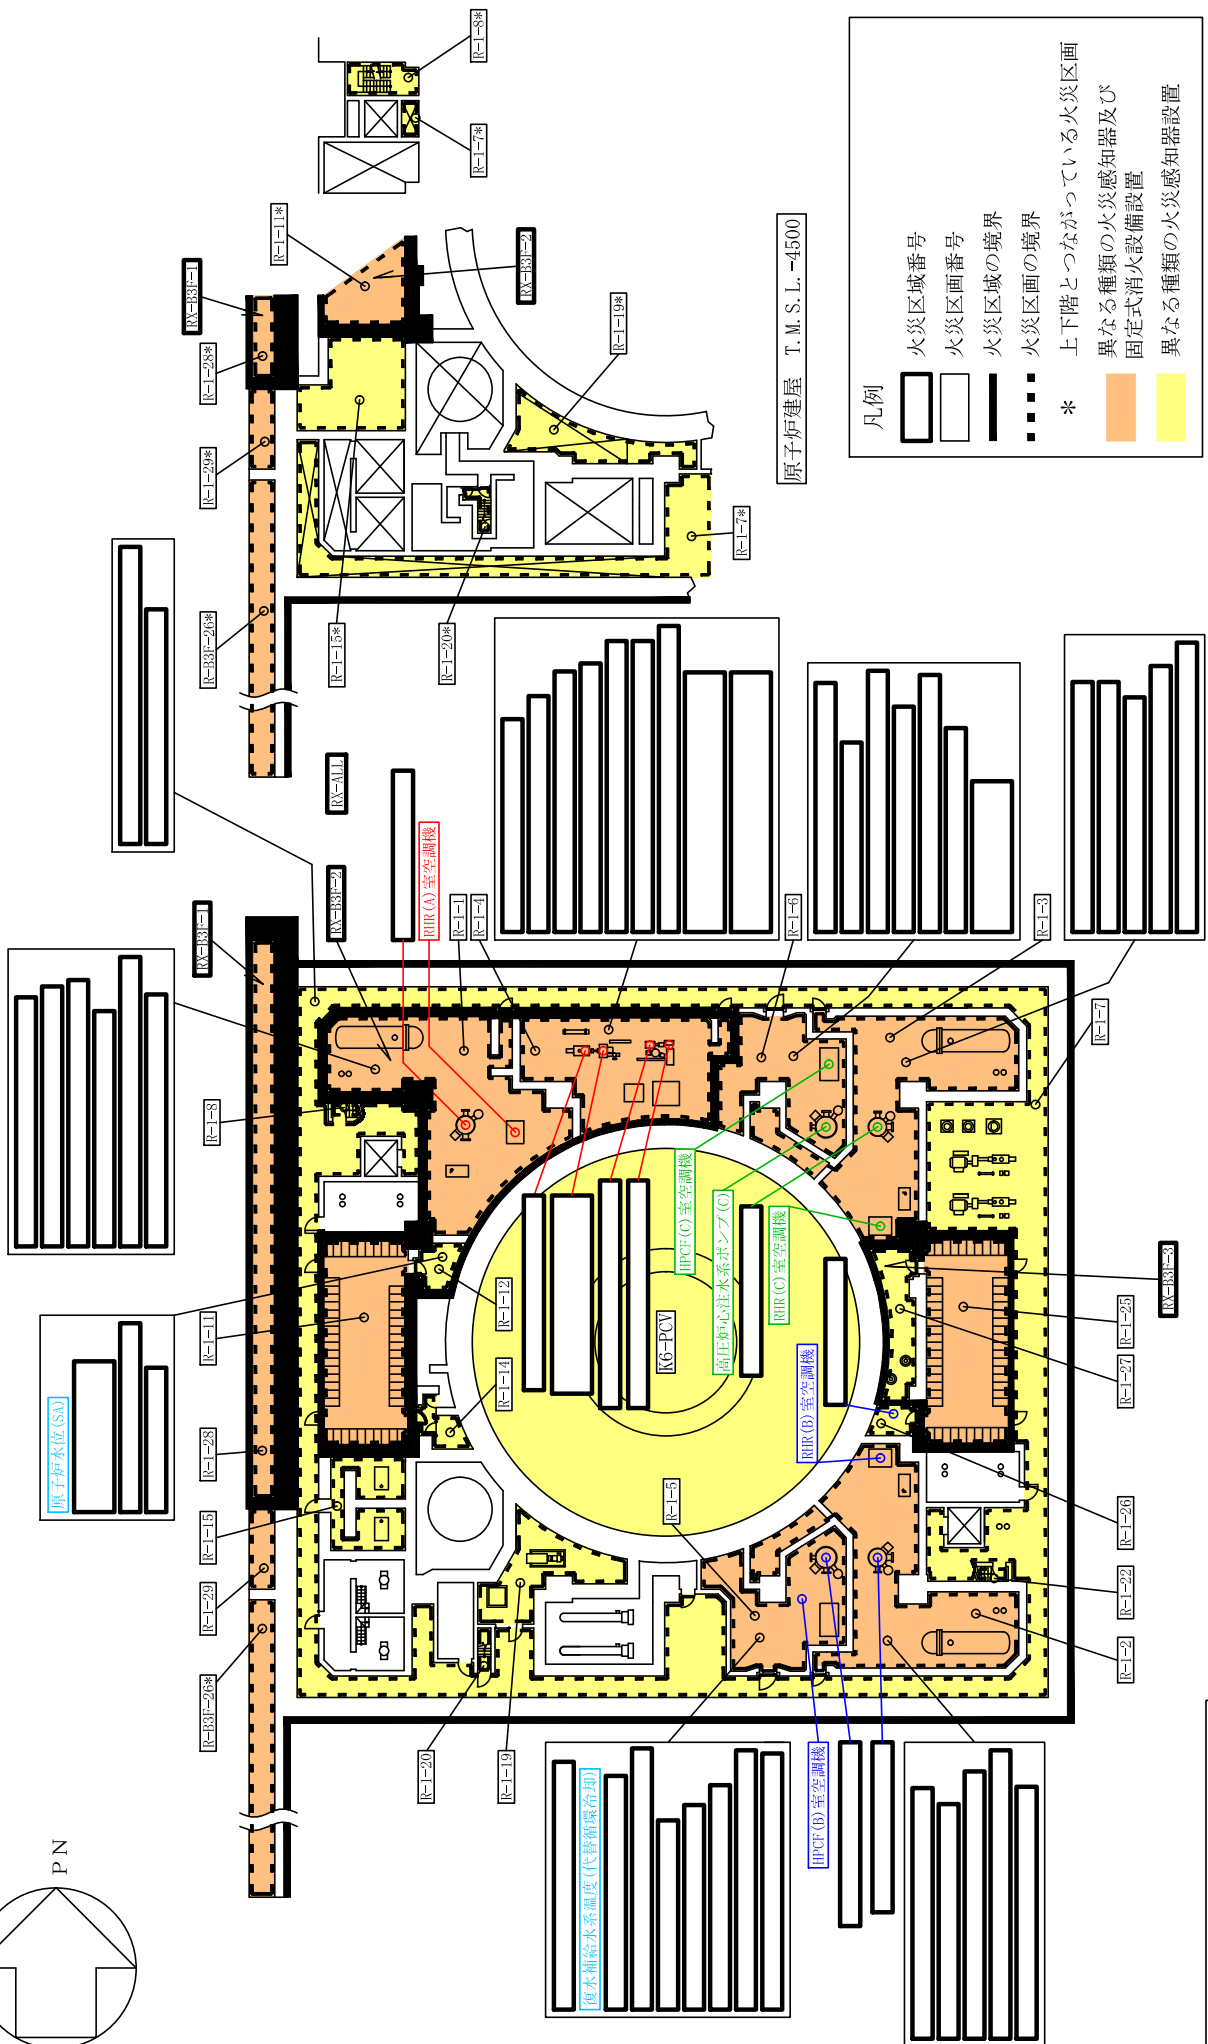 R-1-8*
R-1-7*
R-1-11*
RX-B3F-1
RX-B3F-2
R-1-28*
R-1-19*
R-1-29*
R-1-7*
R-B3F-26*
R-1-15*
R-1-20*
原子炉建屋 T.M.S.L.-4500
凡例
火災区域番号
火災区画番号
火災区域の境界
火災区画の境界
* 上下階とつながっている火災区画
異なる種類の火災感知器及び
固定式消火設備設置
異なる種類の火災感知器設置
RX-ALL
RX-B3F-2
RX-B3F-1
RHR(A)室空調機
R-1-1
R-1-4
R-1-6
R-1-3
R-1-7
R-1-8
R-1-11
R-1-12
R-1-14
原子炉水位(SA)
R-1-28
R-1-15
R-1-29
R-B3F-26*
K6-PCV
HPCF(C)室空調機
高圧炉心注水系ポンプ(C)
RHR(C)室空調機
RHR(B)室空調機
RX-B3F-3
R-1-25
R-1-27
R-1-26
R-1-22
R-1-2
R-1-5
R-1-20
R-1-19
復水補給水系温度(代替循環冷却)
HPCF(B)室空調機
PN